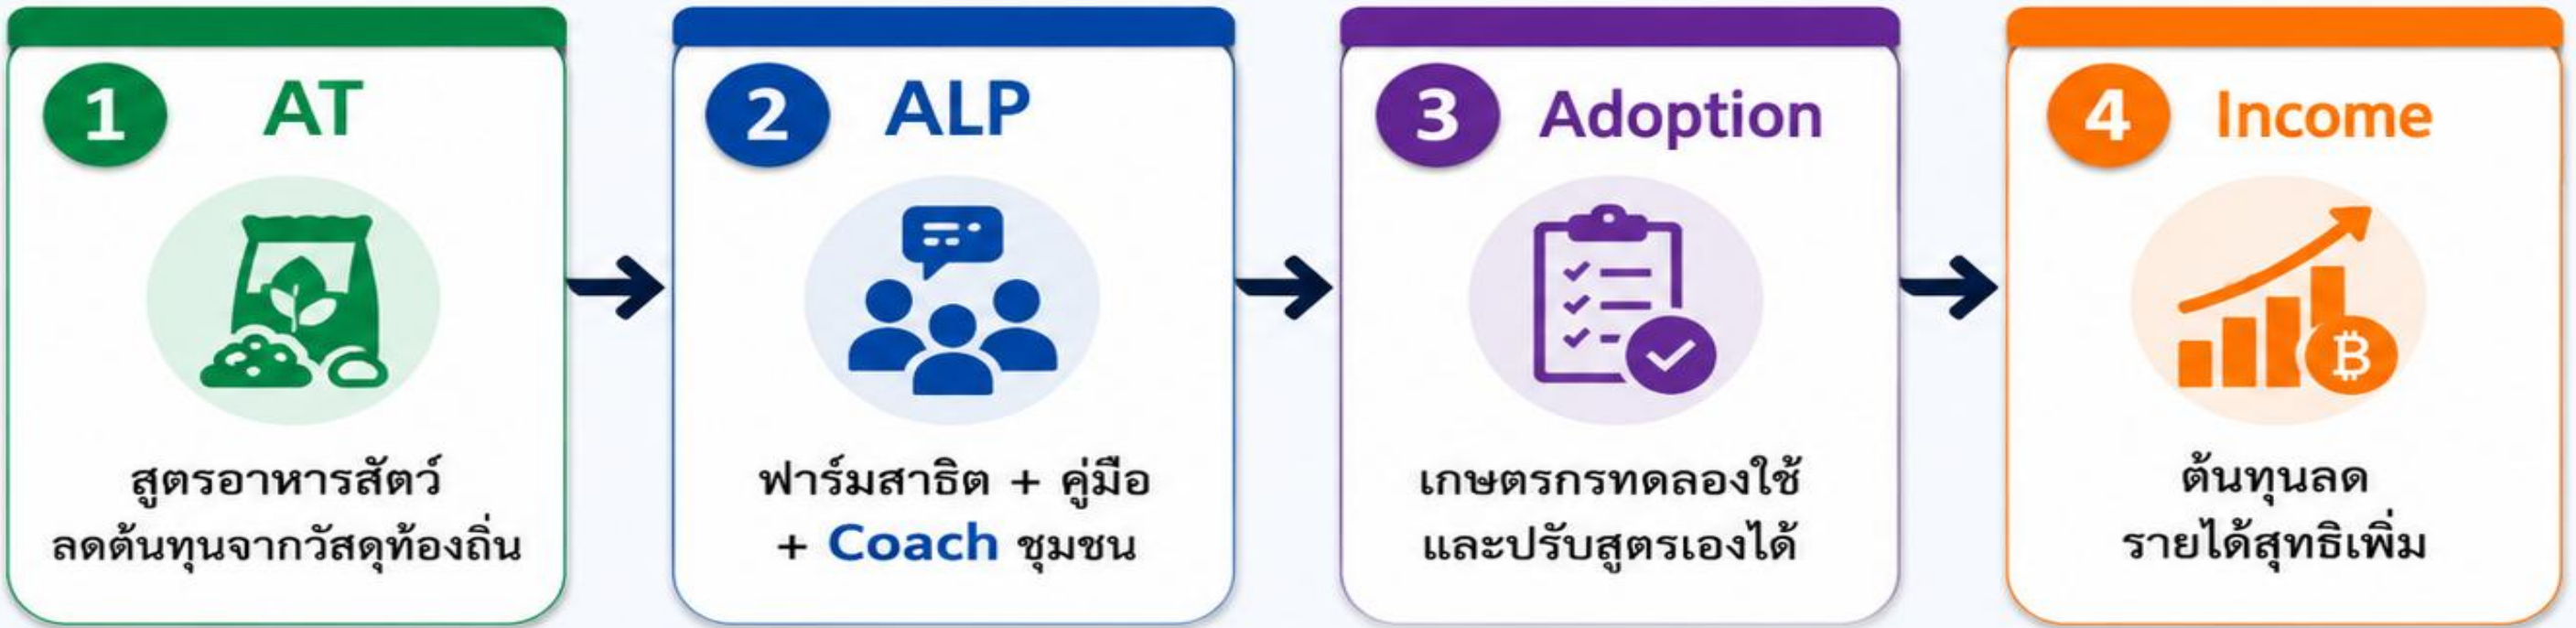 1 AT
สูตรอาหารสัตว์
ลดต้นทุนจากวัสดุท้องถิ่น
2 ALP
ฟาร์มสาธิต + คู่มือ
+ Coach ชุมชน
3 Adoption
เกษตรกรทดลองใช้
และปรับสูตรเองได้
4 Income
₿
ต้นทุนลด
รายได้สุทธิเพิ่ม